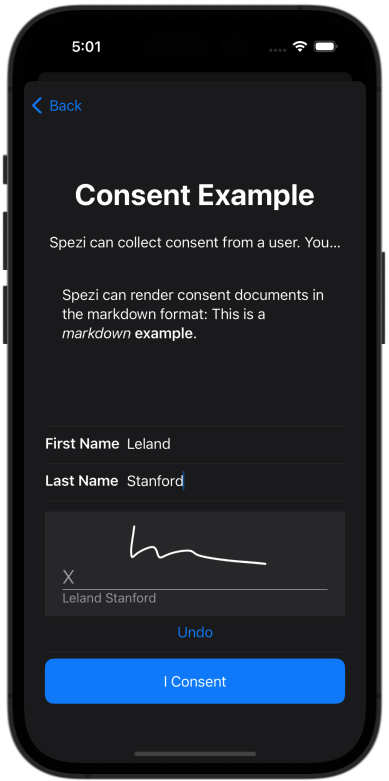 5:01
Back
Consent Example
Spezi can collect consent from a user. You...
Spezi can render consent documents in
the markdown format: This is a
markdown example.
First Name Leland
Last Name Stanford
X
Leland Stanford
Undo
I Consent